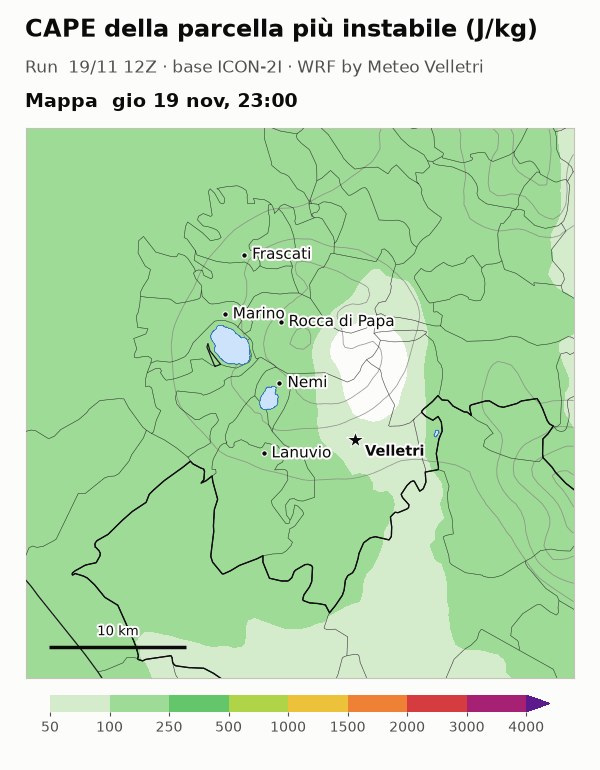 CAPE della parcella più instabile (J/kg)
Run  19/11 12Z · base ICON-2I · WRF by Meteo Velletri
Mappa  gio 19 nov, 23:00
Frascati
Marino
Rocca di Papa
Nemi
Lanuvio
Velletri
10 km
50 100 250 500 1000 1500 2000 3000 4000